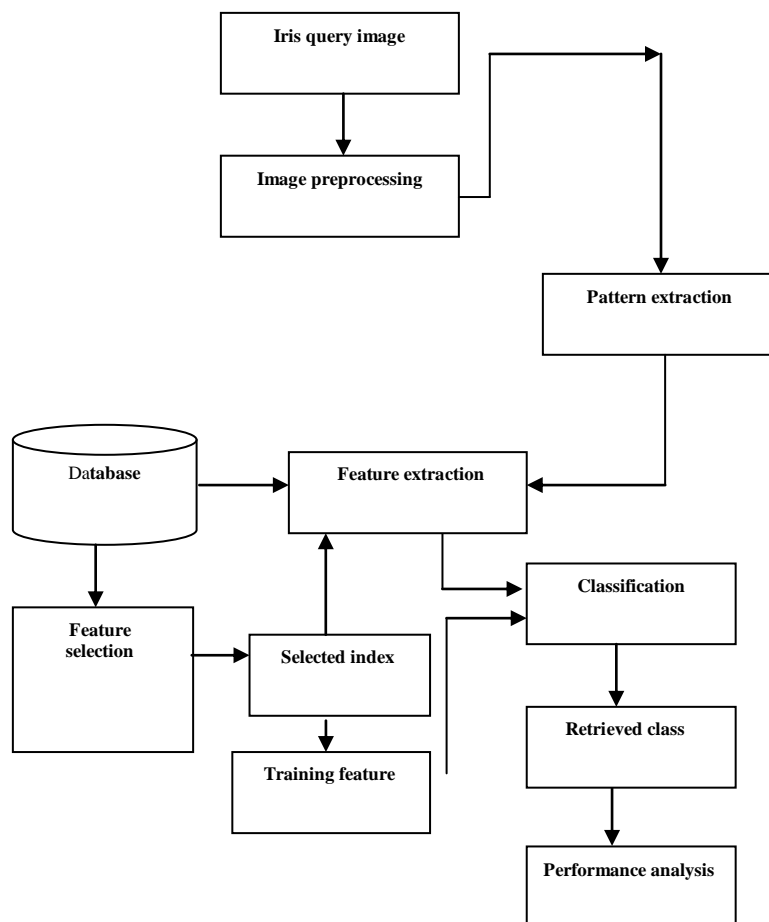 Iris query image
Image preprocessing
Pattern extraction
Database
Feature extraction
Classification
Feature
selection
Selected index
Retrieved class
Training feature
Performance analysis